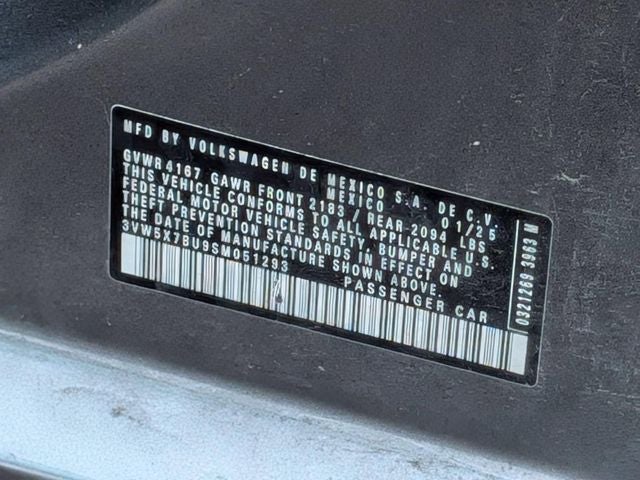 MFD BY VOLKSWAGEN DE MEXICO S.A. DE C.V.
MEXICO 01/25
GVWR 4167 GAWR FRONT 2183 / REAR 2094 LBS
THIS VEHICLE CONFORMS TO ALL APPLICABLE U.S.
FEDERAL MOTOR VEHICLE SAFETY, BUMPER AND
THEFT PREVENTION STANDARDS IN EFFECT ON
THE DATE OF MANUFACTURE SHOWN ABOVE.
3VW5X7BU9SM051293 PASSENGER CAR
0321269 3963 M